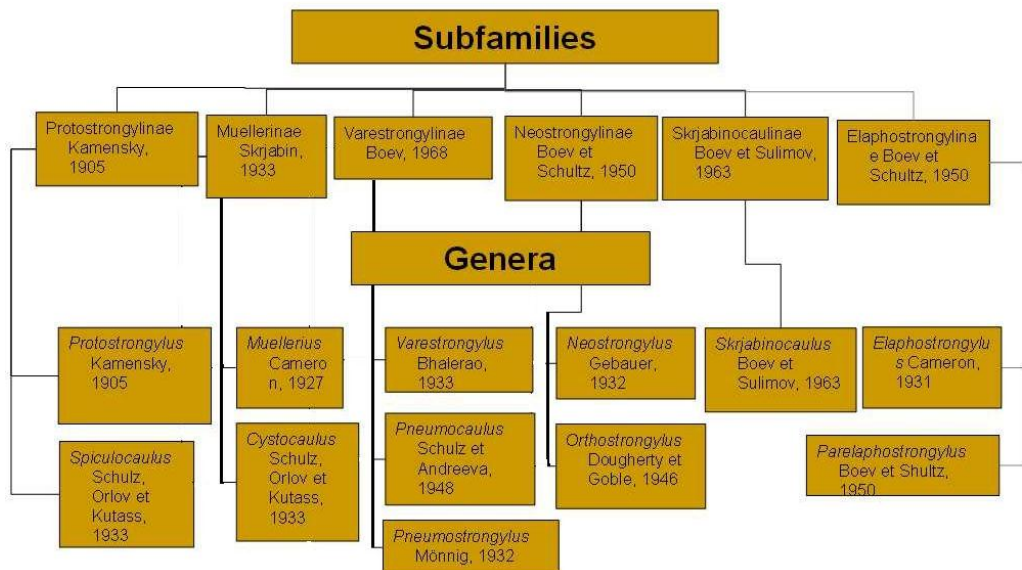 Subfamilies
Protostrongylinae
Kamensky,
1905
Muellerinae
Skrjabin,
1933
Varestrongylinae
Boev, 1968
Neostrongylinae
Boev et
Schultz, 1950
Skrjabinocaulinae
Boev et Sulimov,
1963
Elaphostrongylina
e Boev et
Schultz, 1950
Genera
Protostrongylus
Kamensky,
1905
Muellerius
Camero
n, 1927
Varestrongylus
Bhalerao,
1933
Neostrongylus
Gebauer,
1932
Skrjabinocaulus
Boev et
Sulimov, 1963
Elaphostrongylu
s Cameron,
1931
Spiculocaulus
Schulz,
Orlov et
Kutass,
1933
Cystocaulus
Schulz,
Orlov et
Kutass,
1933
Pneumocaulus
Schulz et
Andreeva,
1948
Orthostrongylus
Dougherty et
Goble, 1946
Parelaphostrongylus
Boev et Shultz,
1950
Pneumostrongylus
Mönnig, 1932